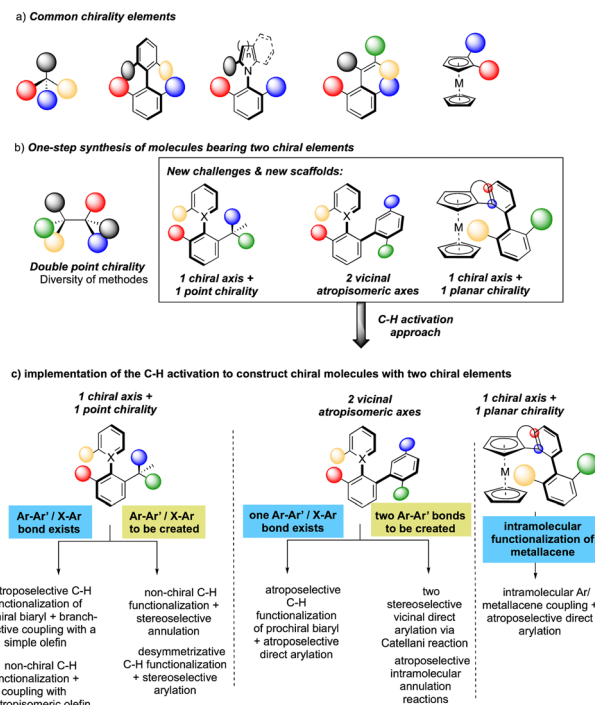 a) Common chirality elements
n
N
M
b) One-step synthesis of molecules bearing two chiral elements
New challenges & new scaffolds:
X
X
M
Double point chirality
Diversity of methodes
1 chiral axis +
1 point chirality
2 vicinal
atropisomeric axes
1 chiral axis +
1 planar chirality
C-H activation
approach
c) implementation of the C-H activation to construct chiral molecules with two chiral elements
1 chiral axis +
1 point chirality
2 vicinal
atropisomeric axes
1 chiral axis +
1 planar chirality
X
X
M
Ar-Ar' / X-Ar
bond exists
Ar-Ar' / X-Ar
to be created
one Ar-Ar' / X-Ar
bond exists
two Ar-Ar' bonds
to be created
intramolecular
functionalization of
metallacene
C-H
of
biaryl + branch-
coupling with a
simple olefin
non-chiral C-H
+
coupling with
olefin
non-chiral C-H
functionalization +
stereoselective
annulation
desymmetrizative
C-H functionalization
+ stereoselective
arylation
atroposelective
C-H
functionalization
of prochiral biaryl
+ atroposelective
direct arylation
two
stereoselective
vicinal direct
arylation via
Catellani reaction
atroposelective
intramolecular
annulation
reactions
intramolecular Ar/
metallacene coupling +
atroposelective direct
arylation